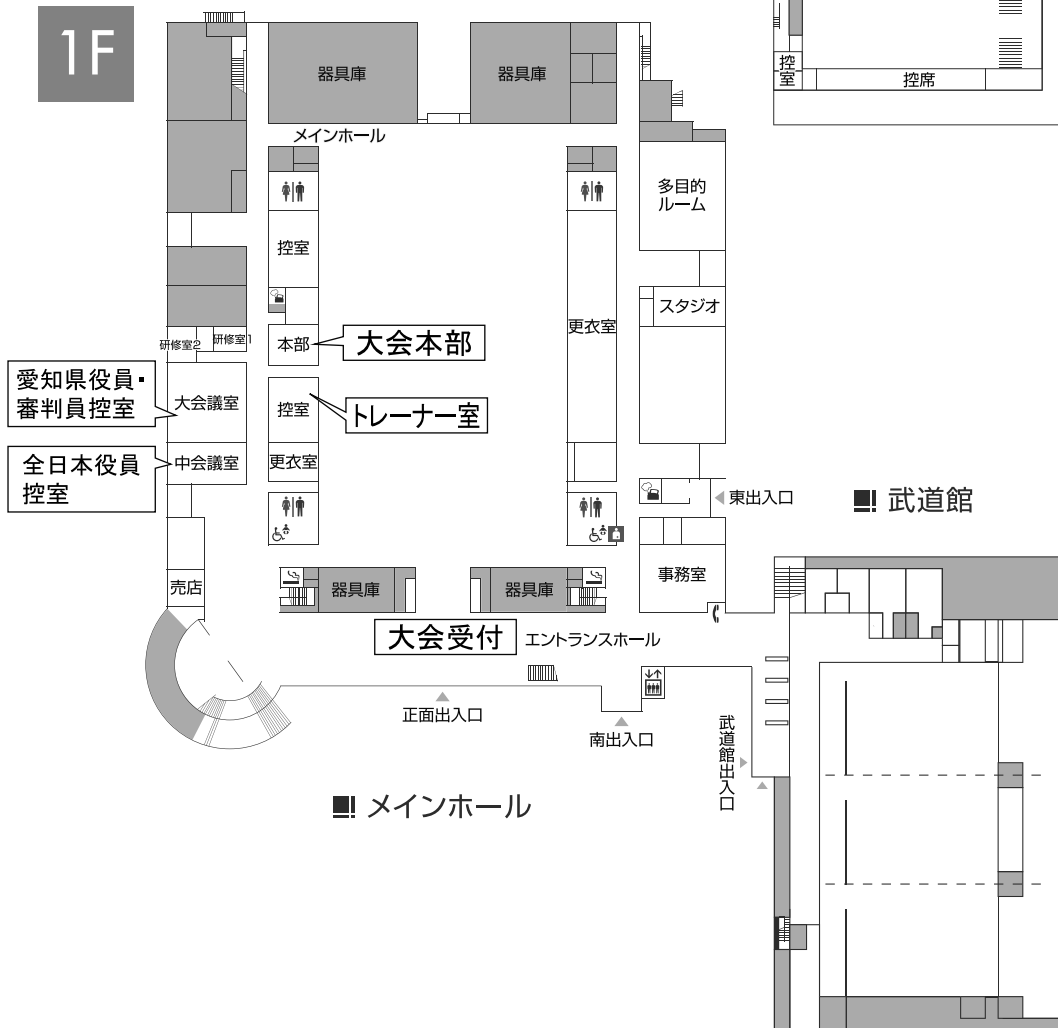 1F
控
室
控席
器具庫
器具庫
メインホール
多目的
ルーム
控室
スタジオ
更衣室
研修室2
研修室1
本部
大会本部
愛知県役員・
審判員控室
大会議室
控室
トレーナー室
全日本役員
控室
中会議室
更衣室
東出入口
武道館
売店
器具庫
器具庫
事務室
大会受付
エントランスホール
正面出入口
南出入口
武道館出入口
メインホール